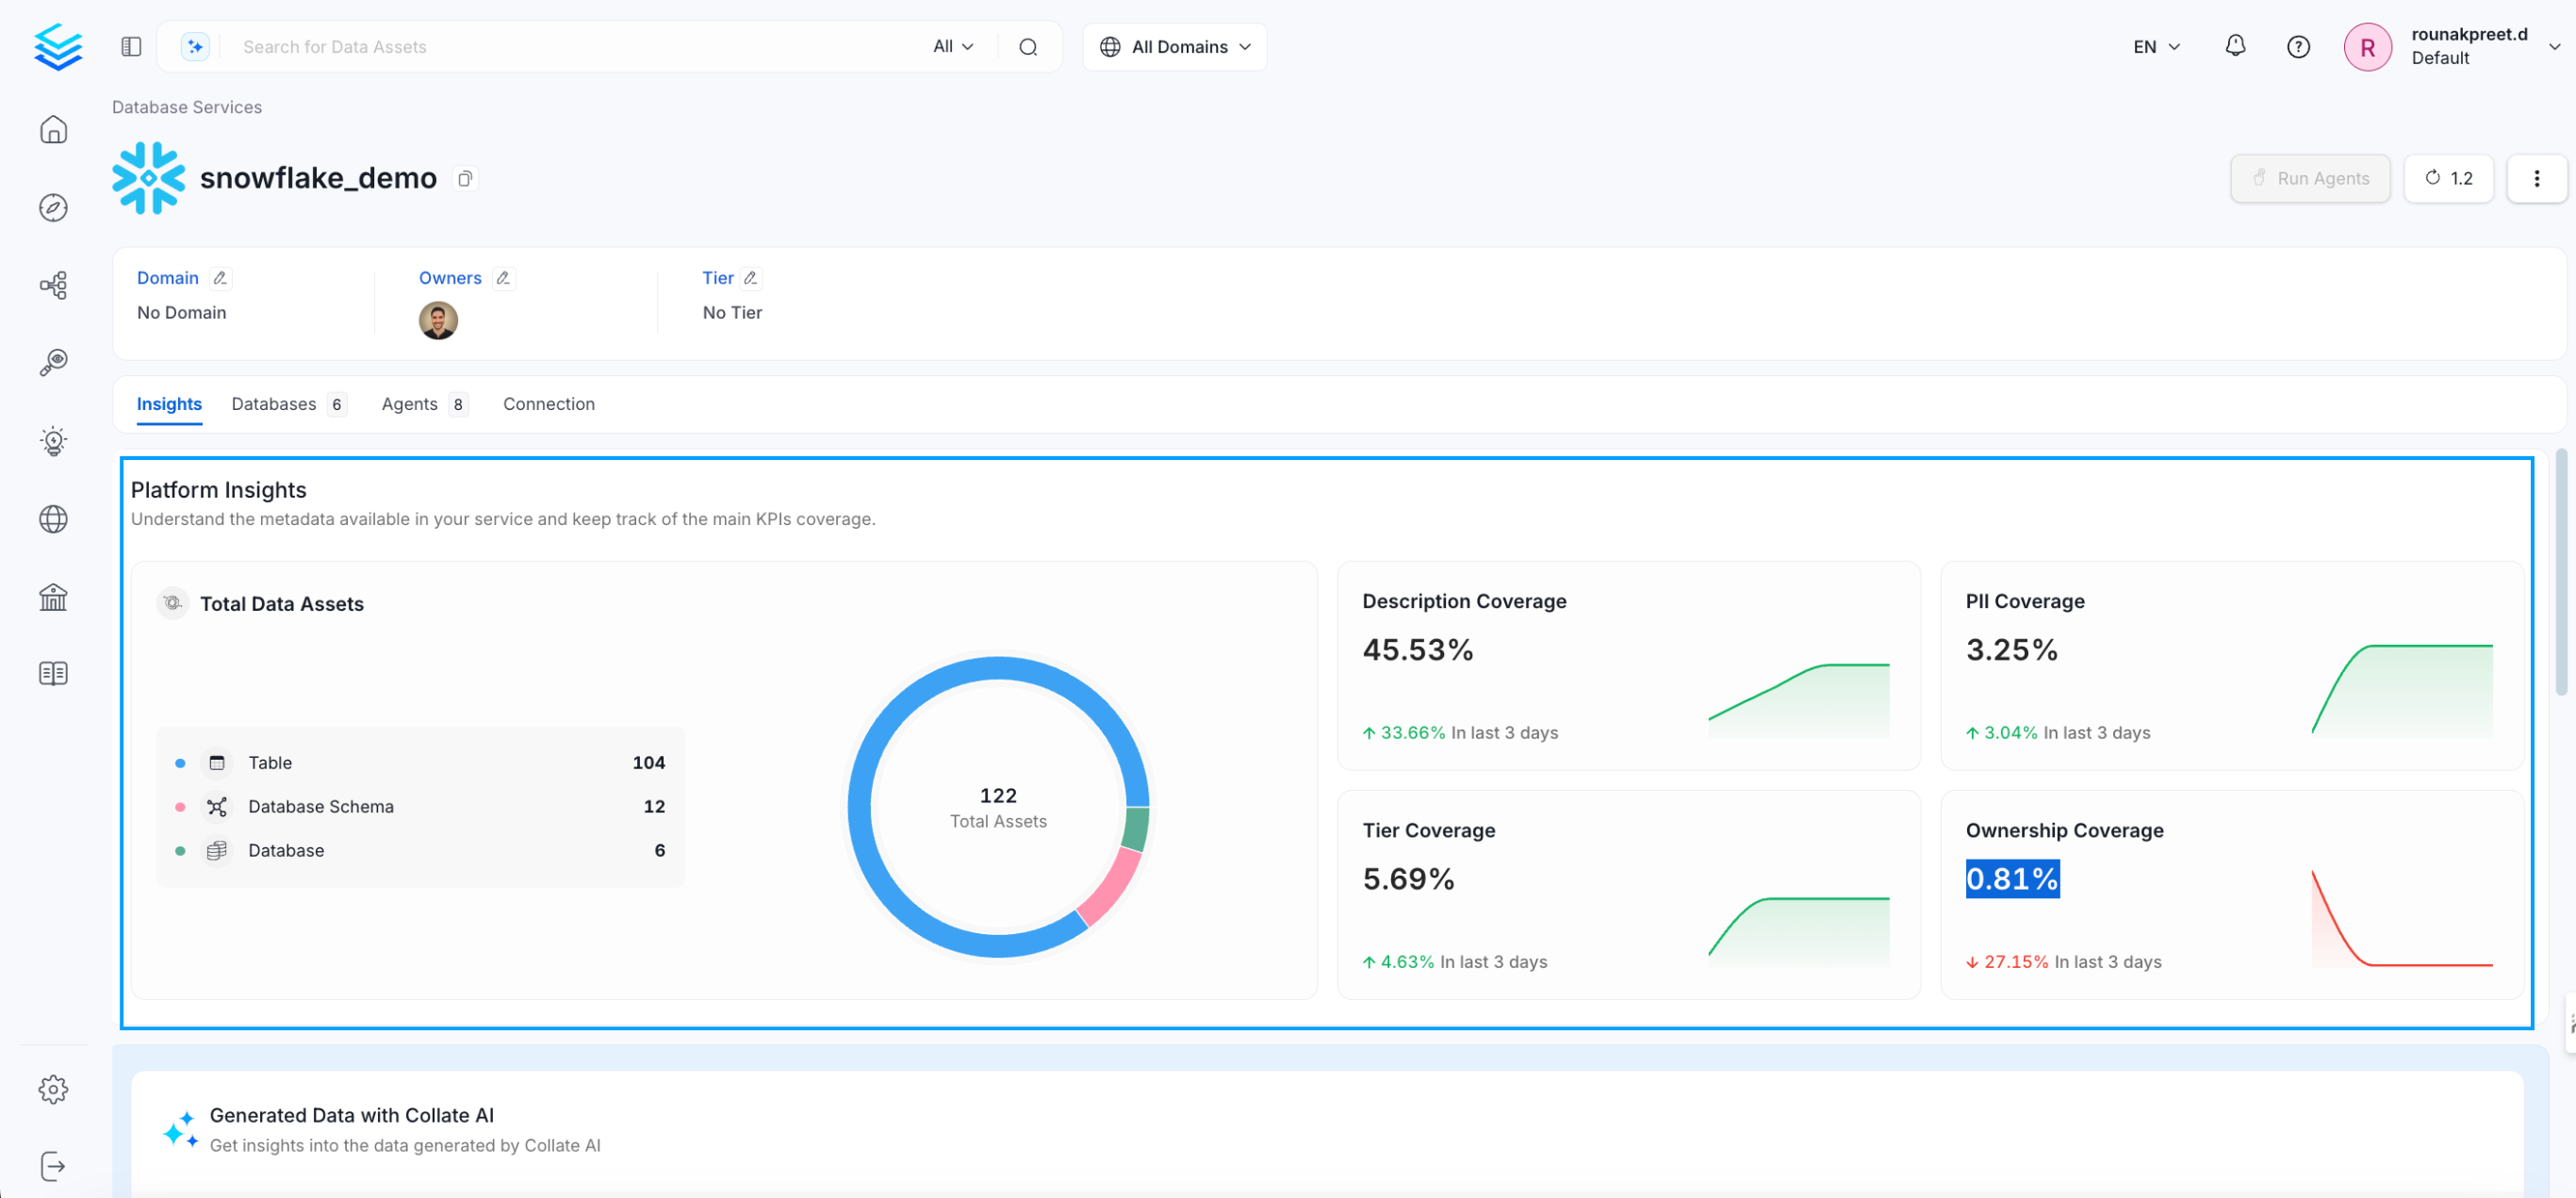 Search for Data Assets
All
All Domains
EN
R
rounakpreet.d
Default
Database Services
snowflake_demo
Run Agents
1.2
Domain
No Domain
Owners
Tier
No Tier
Insights
Databases 6
Agents 8
Connection
Platform Insights
Understand the metadata available in your service and keep track of the main KPIs coverage.
Total Data Assets
Table 104
Database Schema 12
Database 6
122
Total Assets
Description Coverage
45.53%
33.66% In last 3 days
PII Coverage
3.25%
3.04% In last 3 days
Tier Coverage
5.69%
4.63% In last 3 days
Ownership Coverage
0.81%
27.15% In last 3 days
Generated Data with Collate AI
Get insights into the data generated by Collate AI